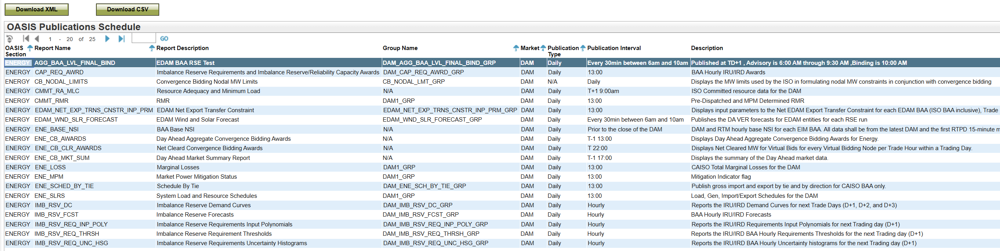 Download XML Download CSV
OASIS Publications Schedule
1 - 20 of 25 GO
OASIS Section 1 Report Name 2 Report Description Group Name 3 Market 4 Publication Type 5 Publication Interval Description
ENERGY AGG_BAA_LVL_FINAL_BIND EDAM BAA RSE Test DAM_AGG_BAA_LVL_FINAL_BIND_GRP DAM Daily Every 30min between 6am and 10am Published at TD+1 , Advisory is 6:00 AM through 9:30 AM ,Binding is 10:00 AM
ENERGY CAP_REQ_AWRD Imbalance Reserve Requirements and Imbalance Reserve/Reliability Capacity Awards DAM_CAP_REQ_AWRD_GRP DAM Daily 13:00 BAA Hourly IRU/IRD Awards
ENERGY CB_NODAL_LIMITS Convergence Bidding Nodal MW Limits CB_NODAL_LMT_GRP DAM N/A Daily Displays the MW limits used by the ISO in formulating nodal MW constraints in conjunction with convergence bidding
ENERGY CMMT_RA_MLC Resource Adequacy and Minimum Load N/A DAM Daily T+1 9:00am ISO Committed resource data for the DAM
ENERGY CMMT_RMR RMR DAM1_GRP DAM Daily 13:00 Pre-Dispatched and MPM Determined RMR
ENERGY EDAM_NET_EXP_TRNS_CNSTR_INP_PRM EDAM Net Export Transfer Constraint EDAM_NET_EXP_TRNS_CNSTR_INP_PRM_GRP DAM Daily 13:00 Displays input parameters to the Net EDAM Export Transfer Constraint for each EDAM BAA (ISO BAA inclusive), Trade
ENERGY EDAM_WND_SLR_FORECAST EDAM Wind and Solar Forecast EDAM_WND_SLR_FORECAST_GRP DAM Daily Every 30min between 6am and 10am Publishes the DA VER forecasts for EDAM entities for each RSE run
ENERGY ENE_BASE_NSI BAA Base NSI N/A DAM Daily Prior to the close of the DAM DAM and RTM hourly base NSI for each EIM BAA. All data shall be from the latest DAM and the first RTPD 15-minute m
ENERGY ENE_CB_AWARDS Day Ahead Aggregate Convergence Bidding Awards N/A DAM Daily T-1 13:00 Displays Day Ahead Aggregate Convergence Bidding Awards for Energy.
ENERGY ENE_CB_CLR_AWARDS Net Cleard Convergence Bidding Awards N/A DAM Daily T 22:00 Displays Net Cleared MW for Virtual Bids for every Virtual Bidding Node per Trade Hour within a Trading Day.
ENERGY ENE_CB_MKT_SUM Day Ahead Market Summary Report N/A DAM Daily T-1 17:00 Displays the summary of the Day Ahead market data.
ENERGY ENE_LOSS Marginal Losses DAM1_GRP DAM Daily 13:00 CAISO Total Marginal Losses for the DAM
ENERGY ENE_MPM Market Power Mitigation Status DAM1_GRP DAM Daily 13:00 Mitigation Indicator flag
ENERGY ENE_SCHED_BY_TIE Schedule By Tie DAM_ENE_SCH_BY_TIE_GRP DAM Daily 13:00 Publish gross import and export by tie and by direction for CAISO BAA only.
ENERGY ENE_SLRS System Load and Resource Schedules DAM1_GRP DAM Daily 13:00 Load, Gen, Import/Export Schedules for the DAM
ENERGY IMB_RSV_DC Imbalance Reserve Demand Curves DAM_IMB_RSV_DC_GRP DAM Daily Hourly Reports the IRU/IRD Demand Curves for next Trade Days (D+1, D+2, and D+3)
ENERGY IMB_RSV_FCST Imbalance Reserve Forecasts DAM_IMB_RSV_FCST_GRP DAM Daily Hourly BAA Hourly IRU/IRD Forecasts
ENERGY IMB_RSV_REQ_INP_POLY Imbalance Reserve Requirements Input Polynomials DAM_IMB_RSV_REQ_INP_POLY_GRP DAM Daily Hourly Reports the IRU/IRD Requirements Input Polynomials for next Trading day (D+1)
ENERGY IMB_RSV_REQ_THRSH Imbalance Reserve Requirement Thresholds DAM_IMB_RSV_REQ_THRSH_GRP DAM Daily Hourly Reports the IRU/IRD BAA Hourly Requirements Thresholds for the next Trading day (D+1)
ENERGY IMB_RSV_REQ_UNC_HSG Imbalance Reserve Requirements Uncertainty Histograms DAM_IMB_RSV_REQ_UNC_HSG_GRP DAM Daily Hourly Reports the IRU/IRD BAA Hourly Uncertainty histograms for the next Trading day (D+1)